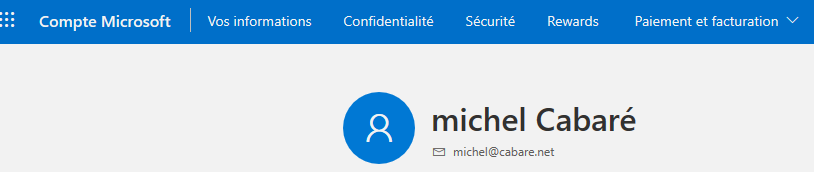 Compte Microsoft Vos informations Confidentialité Sécurité Rewards Paiement et facturation
michel Cabaré
michel@cabare.net